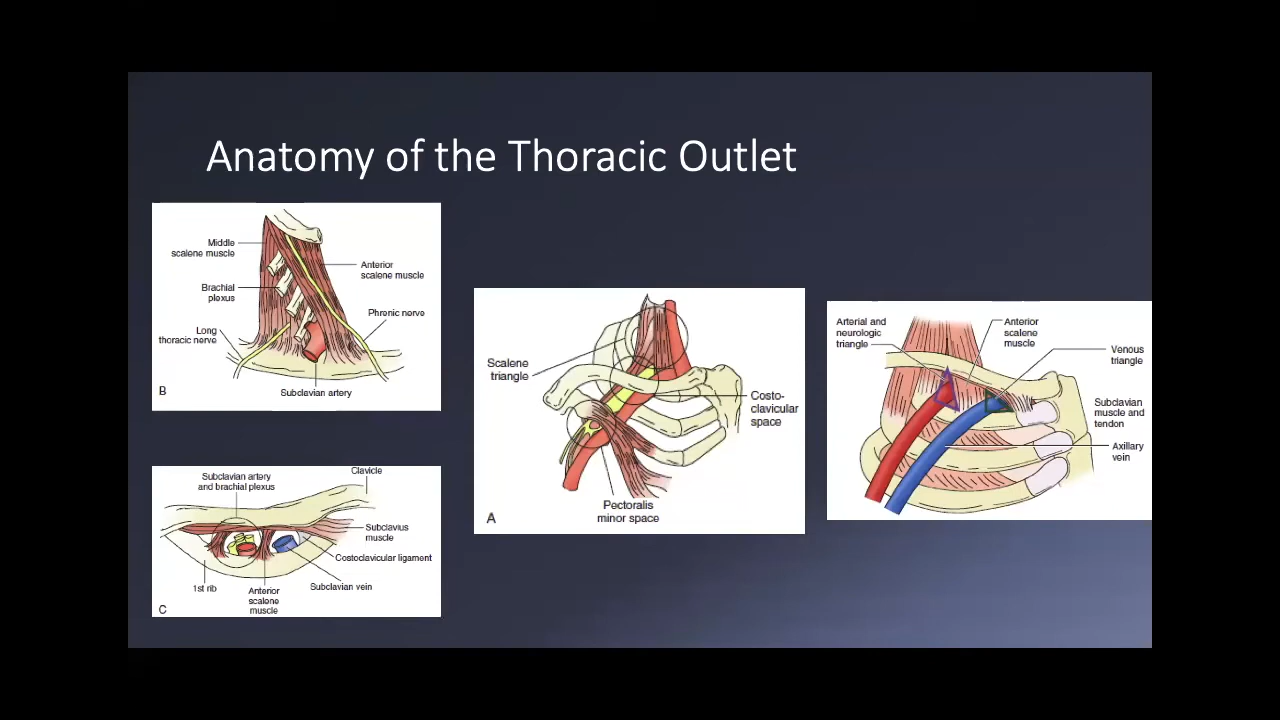 Anatomy of the Thoracic Outlet
Middle
scalene muscle
Anterior
scalene muscle
Brachial
plexus
Phrenic nerve
Long
thoracic nerve
Subclavian artery
B
Clavicle
Subclavian artery
and brachial plexus
Subclavius
muscle
Costoclavicular ligament
1st rib
Anterior
scalene
muscle
Subclavian vein
C
Scalene
triangle
Costo-
clavicular
space
Pectoralis
minor space
A
Arterial and
neurologic
triangle
Anterior
scalene
muscle
Venous
triangle
Subclavian
muscle and
tendon
Axillary
vein